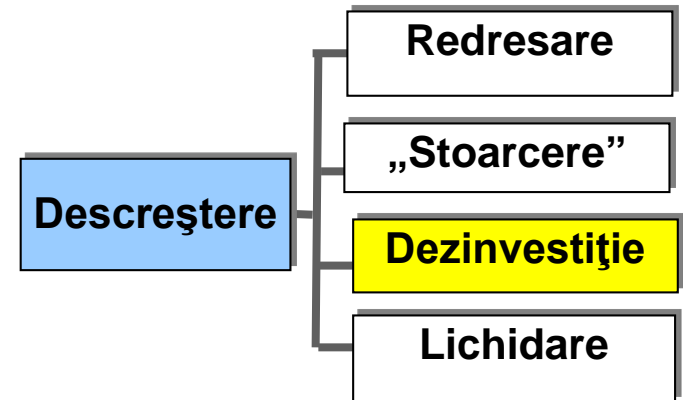 Redresare
„Stoarcere”
Descreştere
Dezinvestiţie
Lichidare